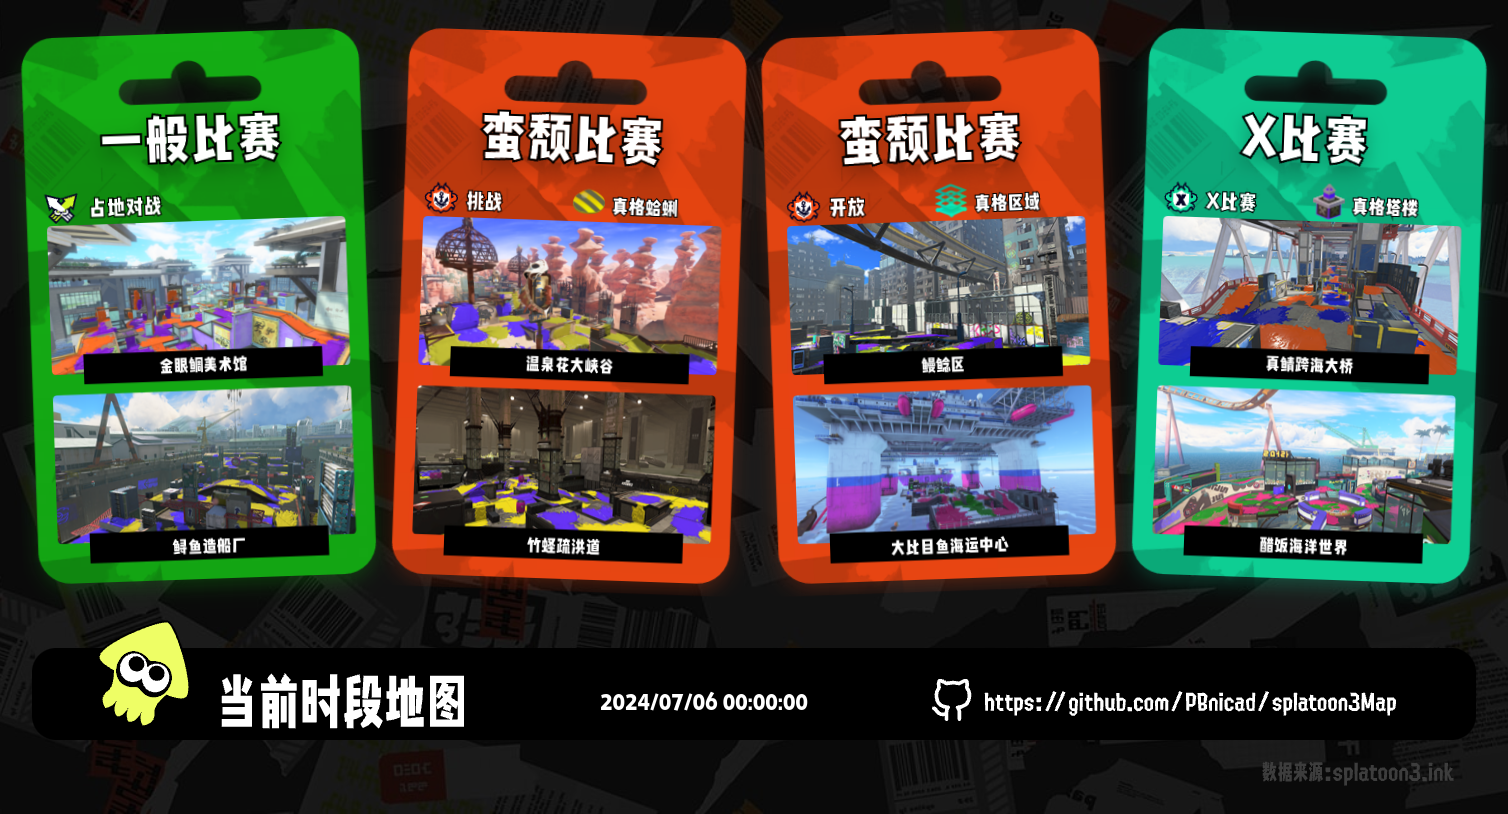 一般比赛
占地对战
金眼鲷美术馆
鲟鱼造船厂
蛮颓比赛
挑战
真格蛤蜊
温泉花大峡谷
竹蛏疏洪道
蛮颓比赛
开放
真格区域
鳗鲶区
大比目鱼海运中心
X比赛
X比赛
真格塔楼
真鲭跨海大桥
醋饭海洋世界
当前时段地图
2024/07/06 00:00:00
https://github.com/PBnicad/splatoon3Map
数据来源:splatoon3.ink